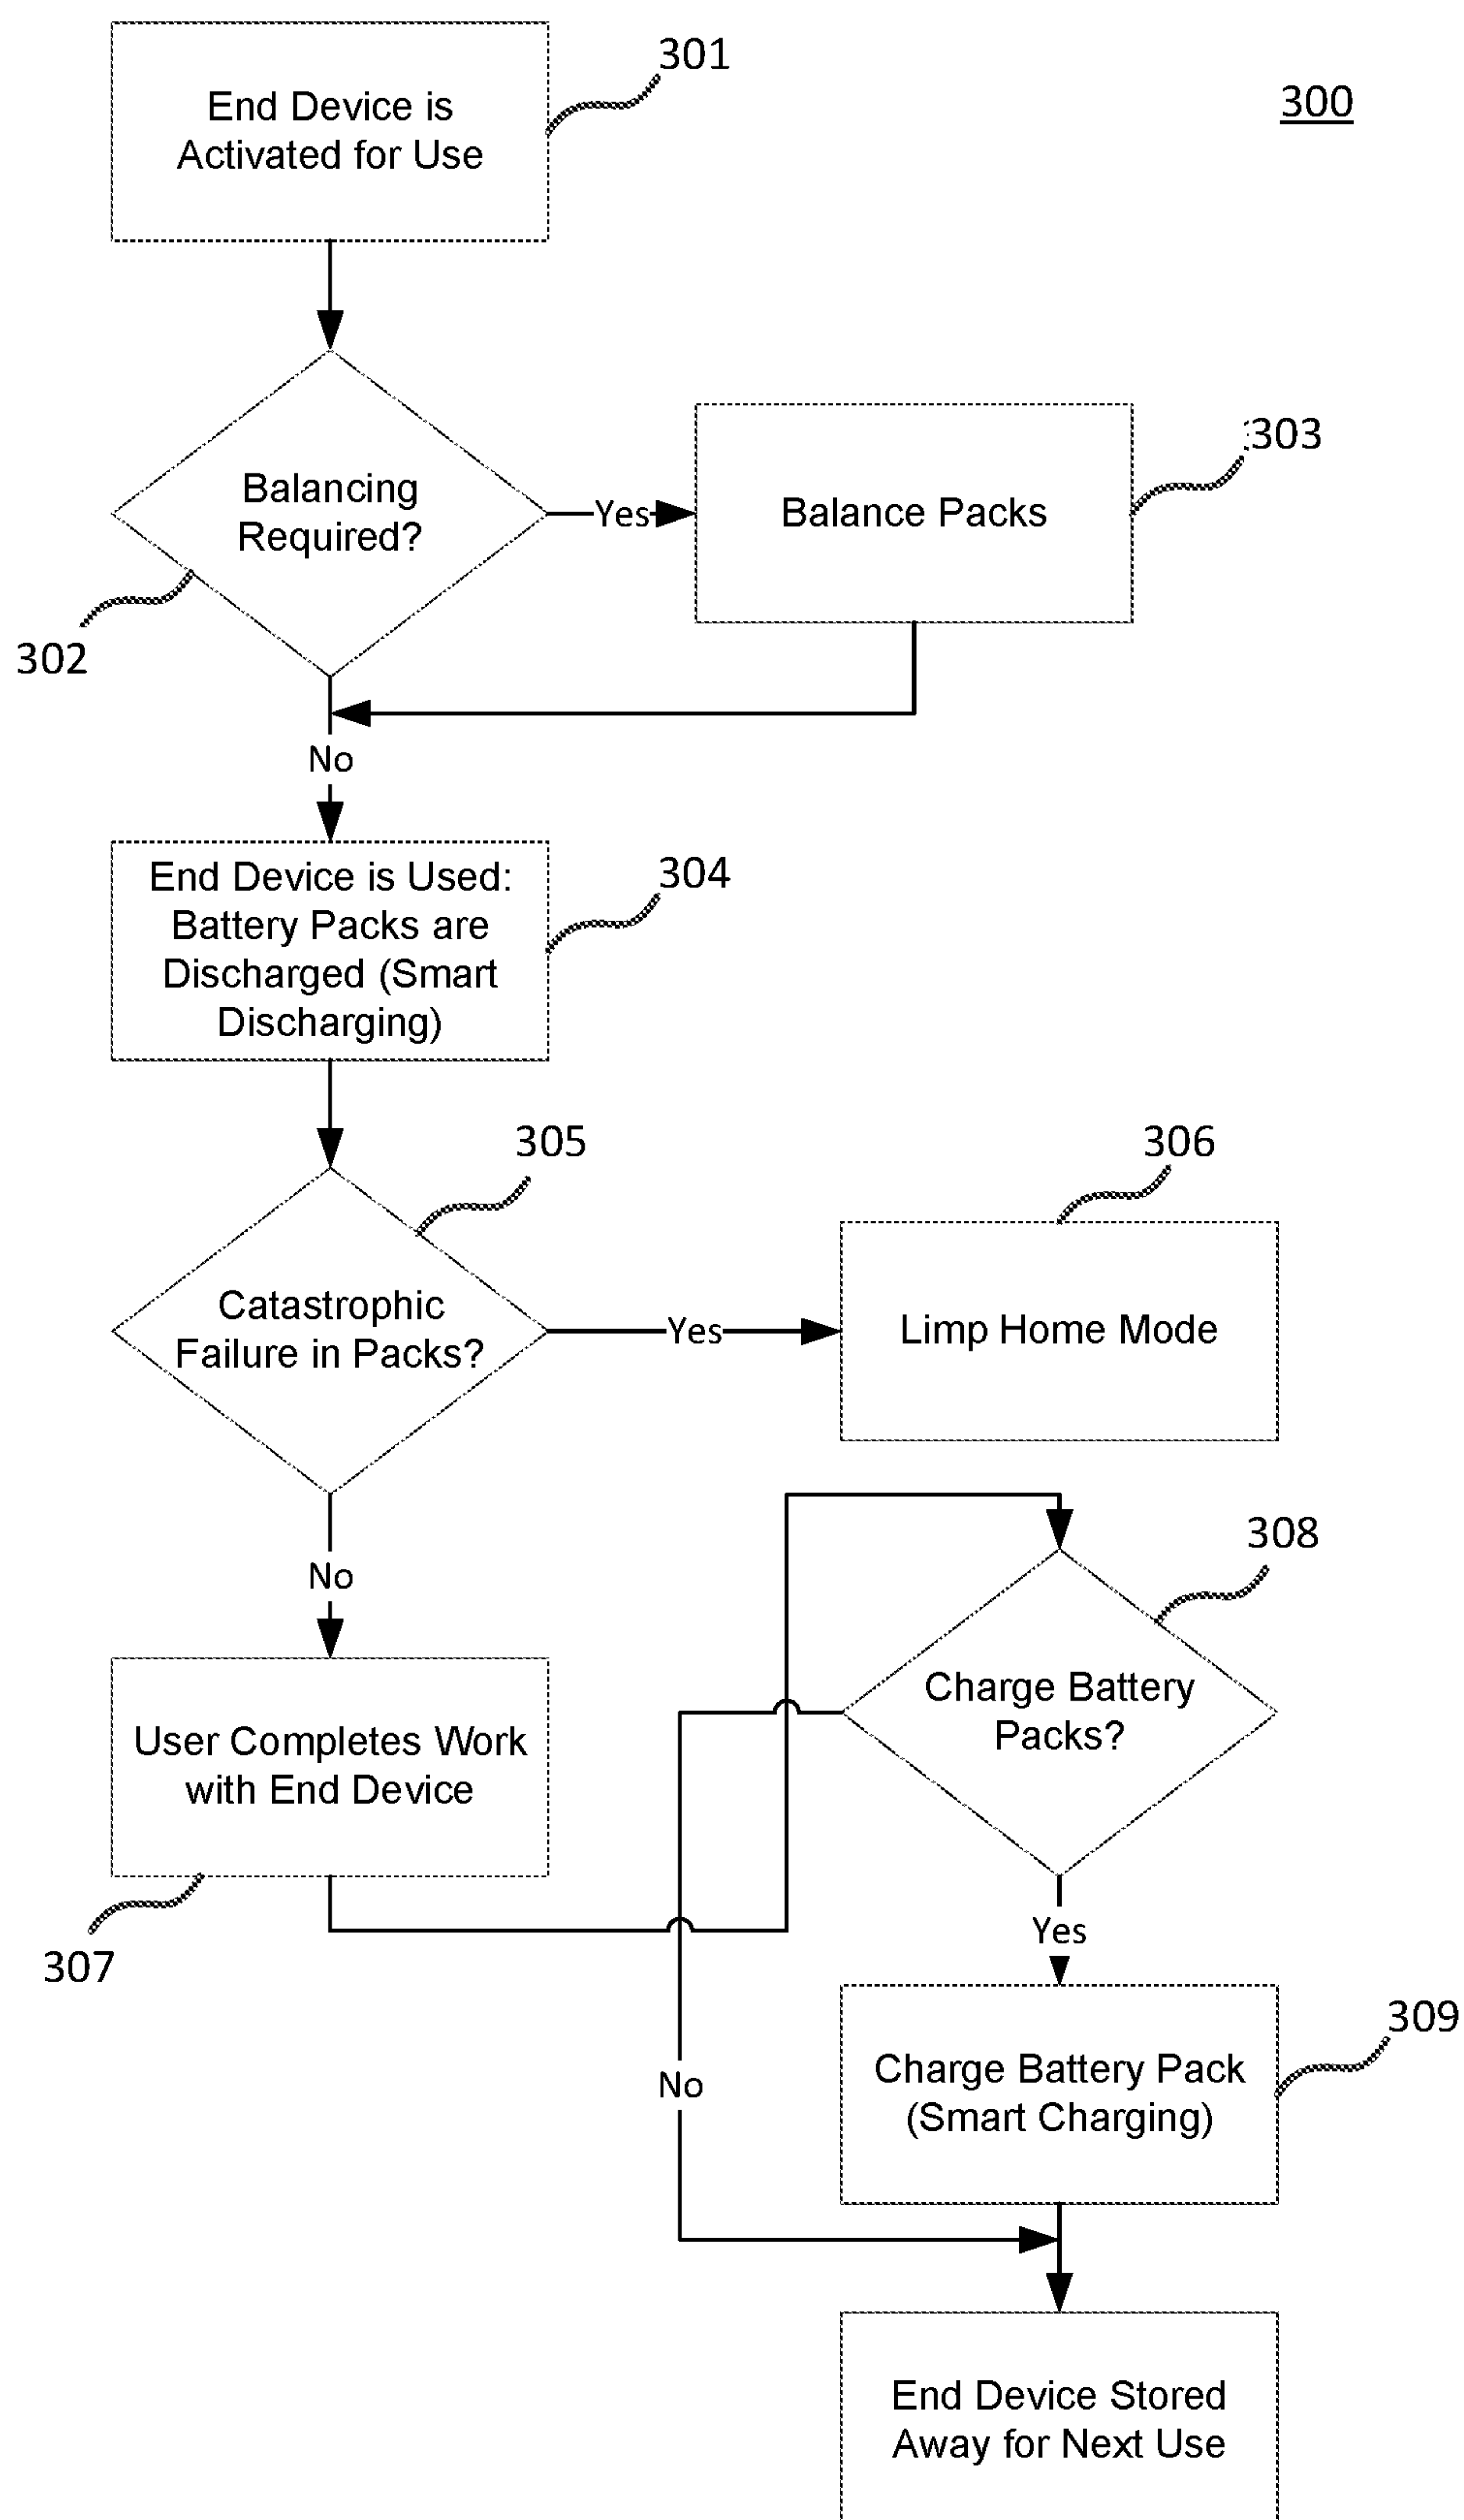 301
300
End Device is
Activated for Use
303
Balancing
Required?
Yes
Balance Packs
302
No
304
End Device is Used:
Battery Packs are
Discharged (Smart
Discharging)
305
306
Catastrophic
Failure in Packs?
Yes
Limp Home Mode
No
308
Charge Battery
Packs?
User Completes Work
with End Device
307
Yes
309
No
Charge Battery Pack
(Smart Charging)
End Device Stored
Away for Next Use